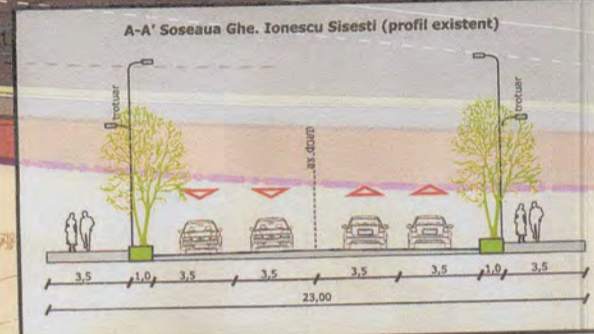 A-A' Soseaua Ghe. Ionescu Sisesti (profil existent)
trotuar
ax drum
trotuar
3,5 1,0 3,5 3,5 3,5 3,5 1,0 3,5
23,00